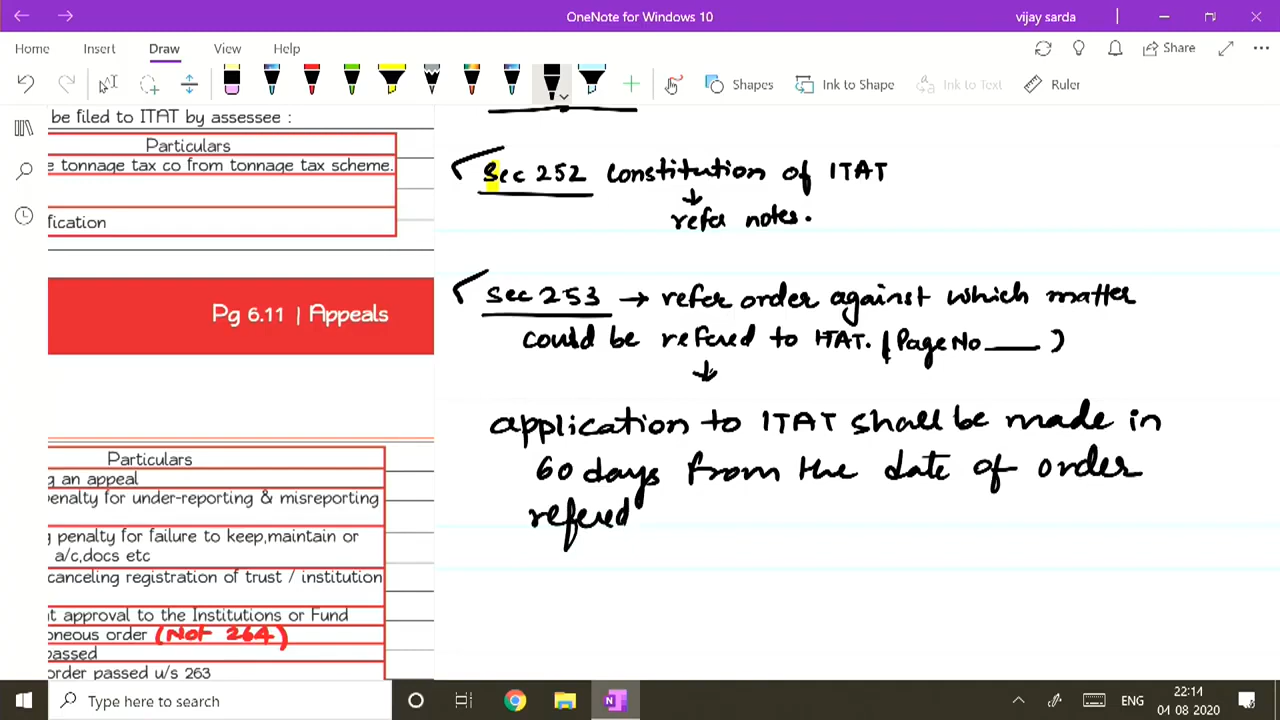 OneNote for Windows 10
vijay sarda
Home Insert Draw View Help
Share
Shapes
Ink to Shape
Ink to Text
Ruler
be filed to ITAT by assessee :
Particulars
e tonnage tax co from tonnage tax scheme.
ification
Pg 6.11 | Appeals
Particulars
g an appeal
penalty for under-reporting & misreporting
g penalty for failure to keep,maintain or
a/c,docs etc
canceling registration of trust / institution
nt approval to the Institutions or Fund
oneous order (Not 264)
passed
order passed u/s 263
Sec 252 Constitution of ITAT
↓
refer notes.
Sec 253 → refer order against which matter
could be refered to ITAT. (Page No ____ )
↓
application to ITAT shall be made in
60 days from the date of order
refered
Type here to search
ENG
22:14
04-08-2020